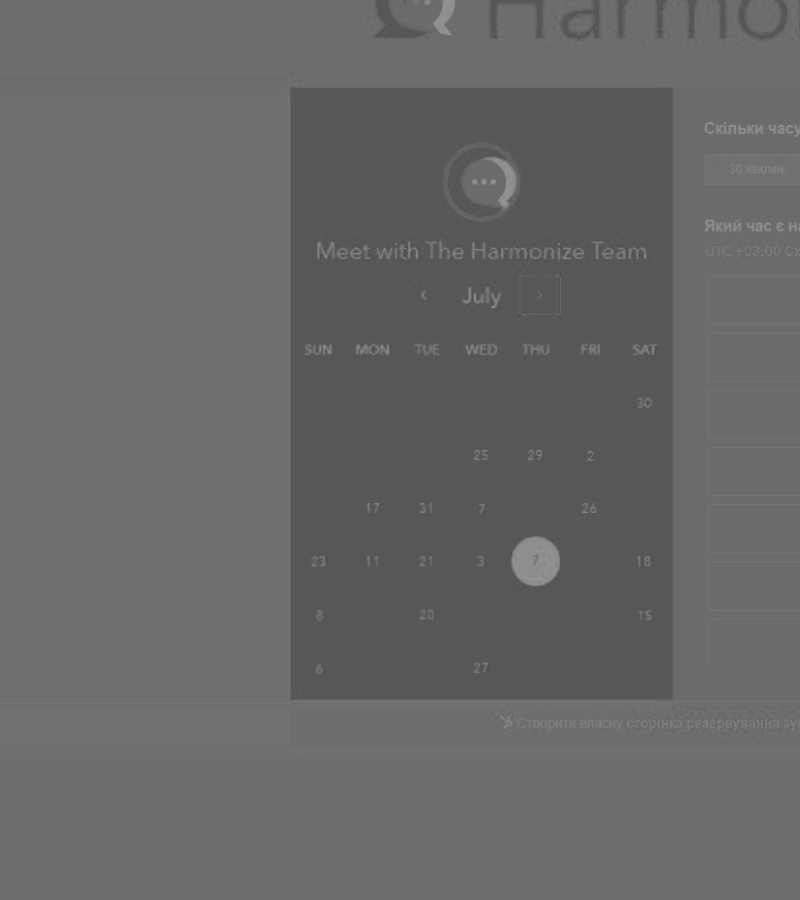 Harmo
Meet with The Harmonize Team
July
SUN MON TUE WED THU FRI SAT
30
25 29 2
17 31 7 26
23 11 21 3 7 18
8 20 15
6 27
Скільки часу
30 хвилин
Який час є на
UTC +03:00 Сх
Створити власну сторінка резервування зус